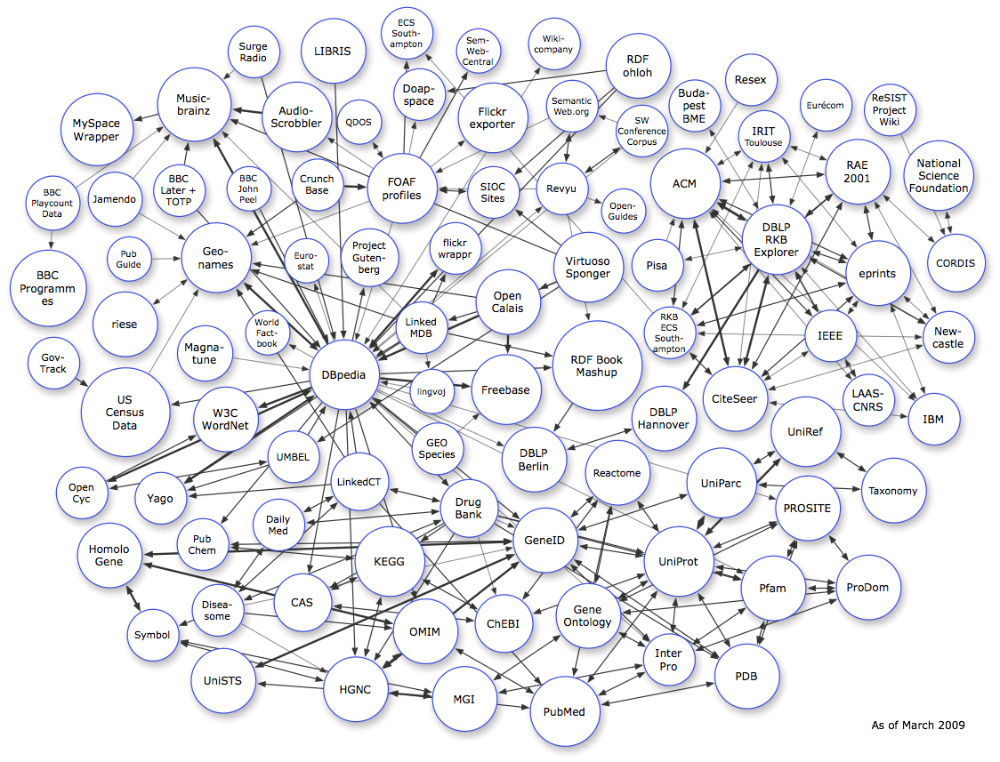 ECS
South-
ampton
Sem-
Web-
Central
Wiki-
company
Surge
Radio
LIBRIS
RDF
ohloh
Resex
Doap-
space
Music-
brainz
Audio-
Scrobbler
QDOS
Flickr
exporter
Semantic
Web.org
SW
Conference
Corpus
Buda-
pest
BME
Eurécom
ReSIST
Project
Wiki
MySpace
Wrapper
IRIT
Toulouse
RAE
2001
National
Science
Foundation
BBC
Playcount
Data
Jamendo
BBC
Later +
TOTP
BBC
John
Peel
Crunch
Base
FOAF
profiles
SIOC
Sites
Revyu
Open-
Guides
ACM
DBLP
RKB
Explorer
Pub
Guide
Geo-
names
Euro-
stat
Project
Guten-
berg
flickr
wrappr
Virtuoso
Sponger
Pisa
eprints
CORDIS
BBC
Programm
es
riese
Open
Calais
World
Fact-
book
Linked
MDB
RKB
ECS
South-
ampton
IEEE
New-
castle
Gov-
Track
Magna-
tune
DBpedia
RDF Book
Mashup
US
Census
Data
W3C
WordNet
lingvoj
Freebase
DBLP
Hannover
CiteSeer
LAAS-
CNRS
IBM
UMBEL
GEO
Species
DBLP
Berlin
UniRef
Open
Cyc
Yago
LinkedCT
Reactome
UniParc
Taxonomy
Drug
Bank
PROSITE
Homolo
Gene
Pub
Chem
Daily
Med
KEGG
GeneID
UniProt
Pfam
ProDom
Disea-
some
CAS
ChEBI
Gene
Ontology
Symbol
OMIM
Inter
Pro
UniSTS
HGNC
MGI
PubMed
PDB
As of March 2009